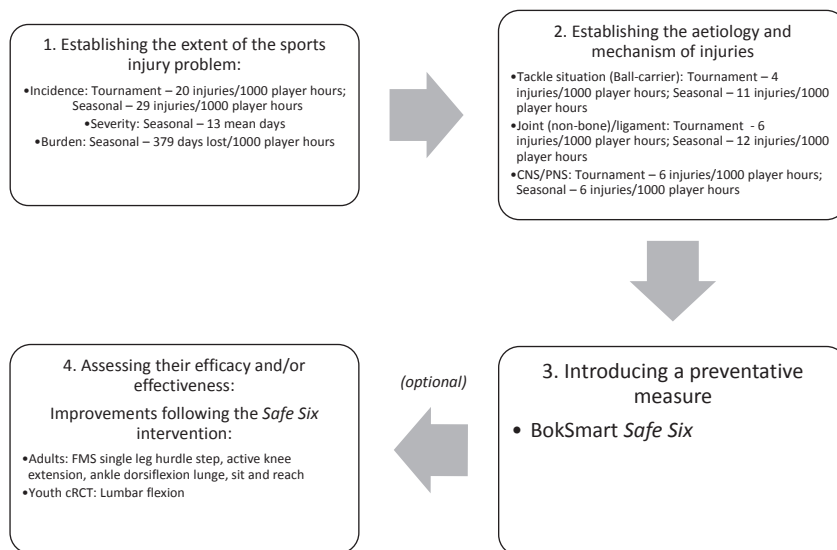 1. Establishing the extent of the sports
injury problem:
•Incidence: Tournament – 20 injuries/1000 player hours;
Seasonal – 29 injuries/1000 player hours
•Severity: Seasonal – 13 mean days
•Burden: Seasonal – 379 days lost/1000 player hours
2. Establishing the aetiology and
mechanism of injuries
•Tackle situation (Ball-carrier): Tournament – 4
injuries/1000 player hours; Seasonal – 11 injuries/1000
player hours
•Joint (non-bone)/ligament: Tournament - 6
injuries/1000 player hours; Seasonal – 12 injuries/1000
player hours
•CNS/PNS: Tournament – 6 injuries/1000 player hours;
Seasonal – 6 injuries/1000 player hours
3. Introducing a preventative
measure
• BokSmart Safe Six
(optional)
4. Assessing their efficacy and/or
effectiveness:
Improvements following the Safe Six
intervention:
•Adults: FMS single leg hurdle step, active knee
extension, ankle dorsiflexion lunge, sit and reach
•Youth cRCT: Lumbar flexion